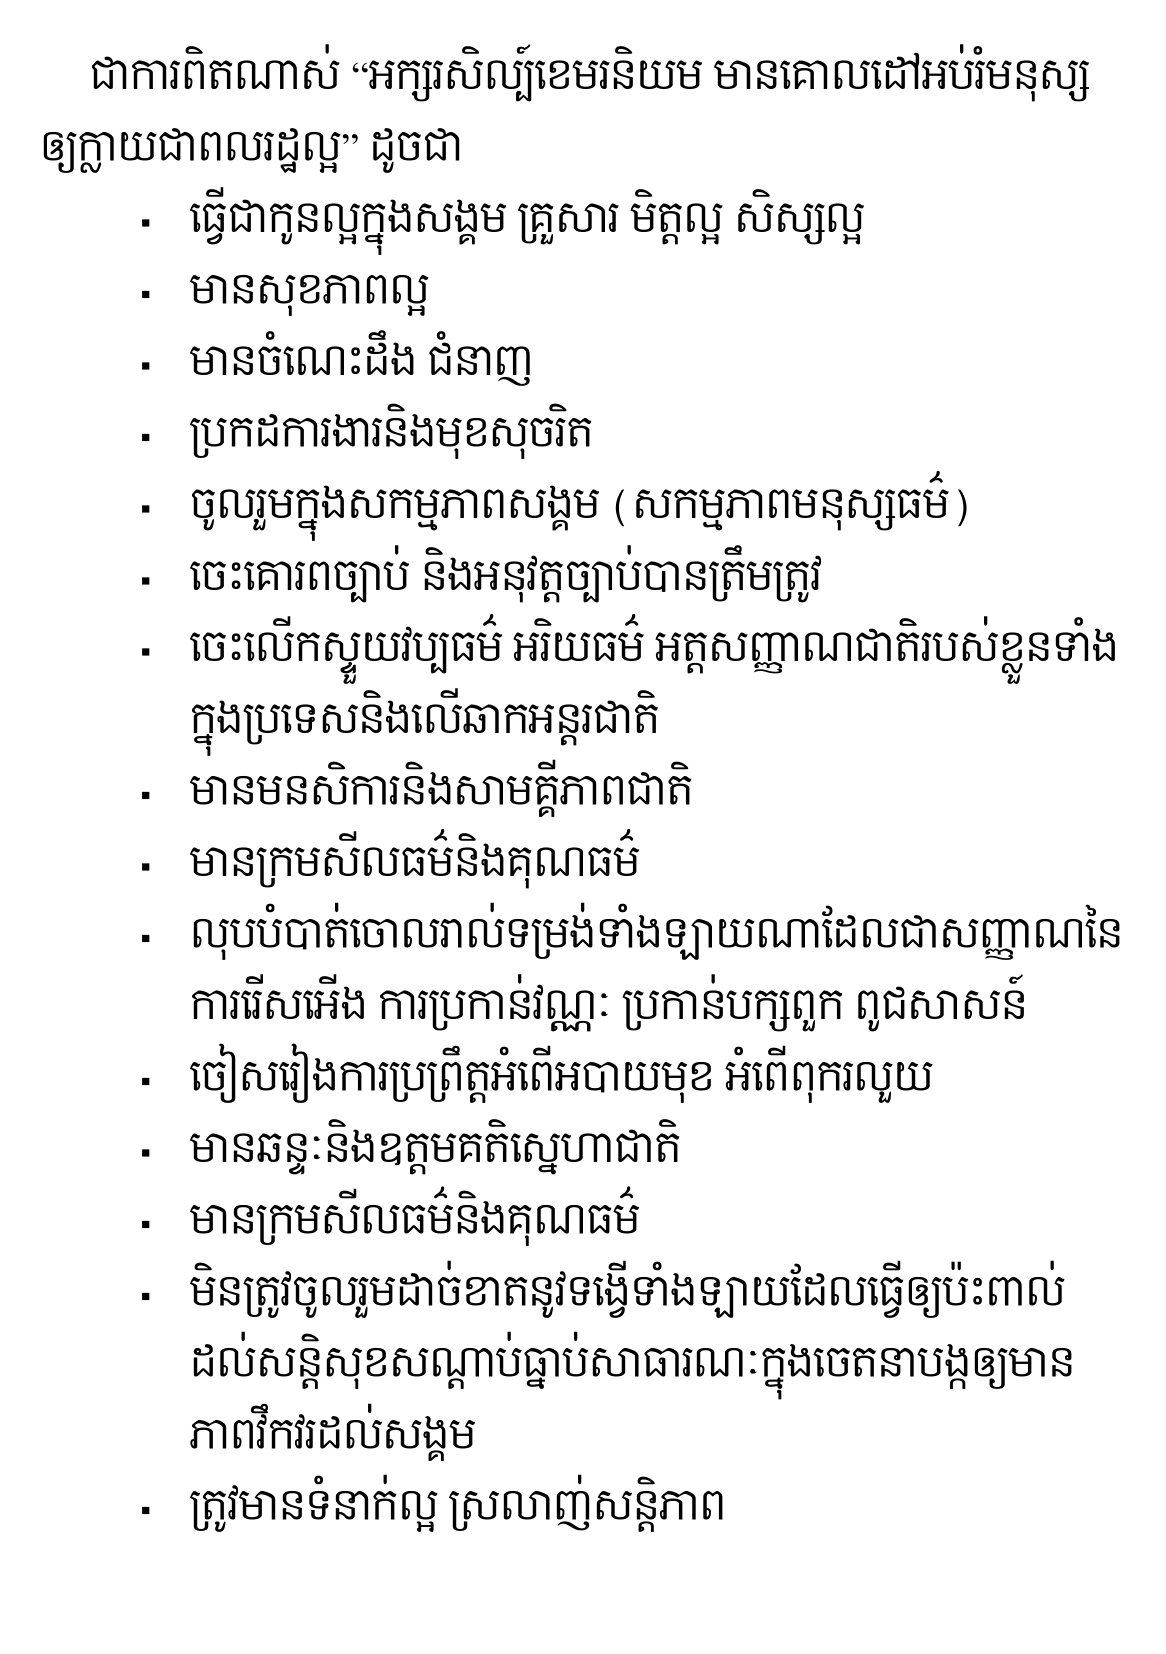 ជាការពិតណាស់ “អក្សរសិល្ប៍ខេមរនិយម មានគោលដៅអប់រំមនុស្ស
ឲ្យក្លាយជាពលរដ្ឋល្អ” ដូចជា
▪ ធ្វើជាកូនល្អក្នុងសង្គម គ្រួសារ មិត្តល្អ សិស្សល្អ
▪ មានសុខភាពល្អ
▪ មានចំណេះដឹង ជំនាញ
▪ ប្រកដការងារនិងមុខសុចរិត
▪ ចូលរួមក្នុងសកម្មភាពសង្គម (សកម្មភាពមនុស្សធម៌)
▪ ចេះគោរពច្បាប់ និងអនុវត្តច្បាប់បានត្រឹមត្រូវ
▪ ចេះលើកស្ទួយវប្បធម៌ អរិយធម៌ អត្តសញ្ញាណជាតិរបស់ខ្លួនទាំង
ក្នុងប្រទេសនិងលើឆាកអន្តរជាតិ
▪ មានមនសិការនិងសាមគ្គីភាពជាតិ
▪ មានក្រមសីលធម៌និងគុណធម៌
▪ លុបបំបាត់ចោលរាល់ទម្រង់ទាំងឡាយណាដែលជាសញ្ញាណនៃ
ការរើសអើង ការប្រកាន់វណ្ណៈ ប្រកាន់បក្សពួក ពូជសាសន៍
▪ ចៀសវៀងការប្រព្រឹត្តអំពើអបាយមុខ អំពើពុករលួយ
▪ មានឆន្ទៈនិងឧត្តមគតិស្នេហាជាតិ
▪ មានក្រមសីលធម៌និងគុណធម៌
▪ មិនត្រូវចូលរួមដាច់ខាតនូវទង្វើទាំងឡាយដែលធ្វើឲ្យប៉ះពាល់
ដល់សន្តិសុខសណ្តាប់ធ្នាប់សាធារណៈក្នុងចេតនាបង្កឲ្យមាន
ភាពវឹកវរដល់សង្គម
▪ ត្រូវមានទំនាក់ល្អ ស្រលាញ់សន្តិភាព